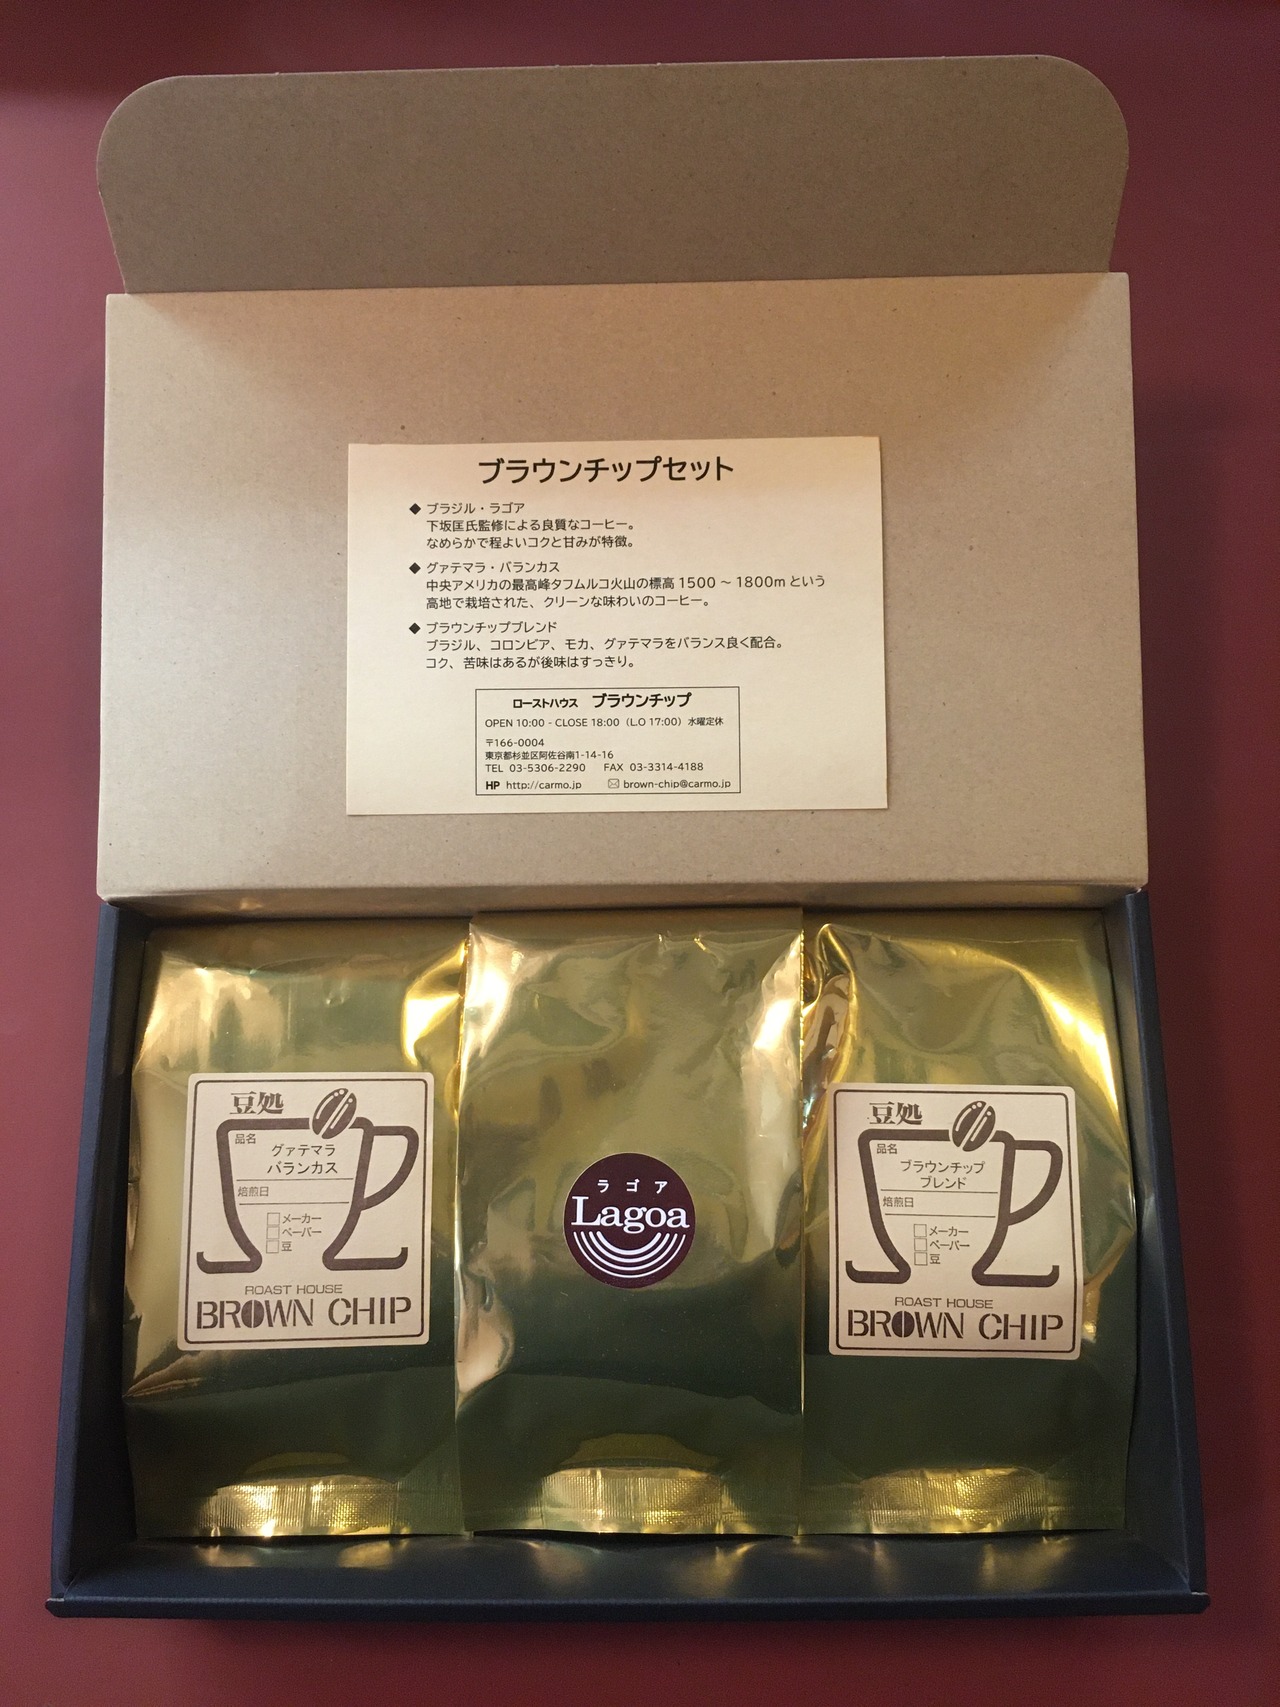 ブラウンチップセット
◆ ブラジル・ラゴア
下坂匡氏監修による良質なコーヒー。
なめらかで程よいコクと甘みが特徴。
◆ グァテマラ・バランカス
中央アメリカの最高峰タフムルコ火山の標高 1500 ～ 1800m という
高地で栽培された、クリーンな味わいのコーヒー。
◆ ブラウンチップブレンド
ブラジル、コロンビア、モカ、グァテマラをバランス良く配合。
コク、苦味はあるが後味はすっきり。
ローストハウス ブラウンチップ
OPEN 10:00 - CLOSE 18:00（L.O 17:00）水曜定休
〒166-0004
東京都杉並区阿佐谷南1-14-16
TEL 03-5306-2290 FAX 03-3314-4188
HP http://carmo.jp brown-chip@carmo.jp
豆処
品名
グァテマラ
バランカス
焙煎日
メーカー
ペーパー
豆
ROAST HOUSE
BROWN CHIP
ラゴア
Lagoa
豆処
品名
ブラウンチップ
ブレンド
焙煎日
メーカー
ペーパー
豆
ROAST HOUSE
BROWN CHIP